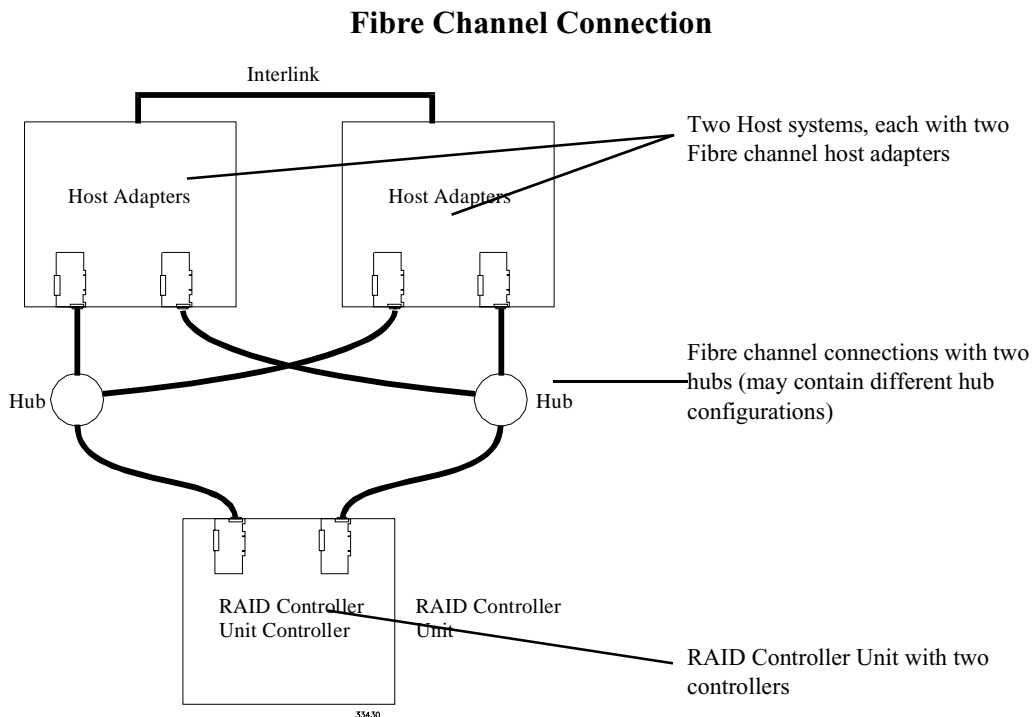 Fibre Channel Connection
Interlink
Two Host systems, each with two
Fibre channel host adapters
Host Adapters
Host Adapters
Fibre channel connections with two
hubs (may contain different hub
configurations)
Hub
Hub
RAID Controller
Unit Controller
RAID Controller
Unit
RAID Controller Unit with two
controllers
33430